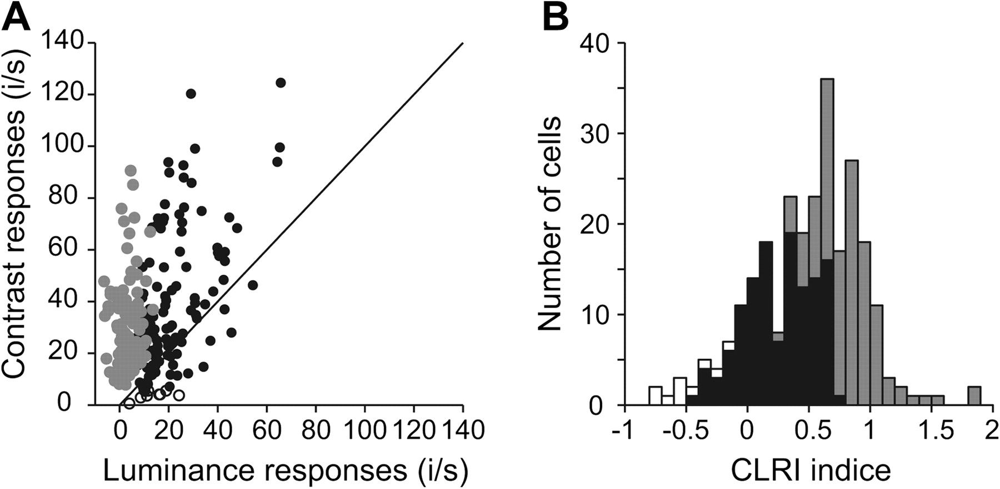 A
Contrast responses (i/s)
140
120
100
80
60
40
20
0
0 20 40 60 80 100 120 140
Luminance responses (i/s)
B
Number of cells
40
30
20
10
0
-1 -0.5 0 0.5 1 1.5 2
CLRI indice